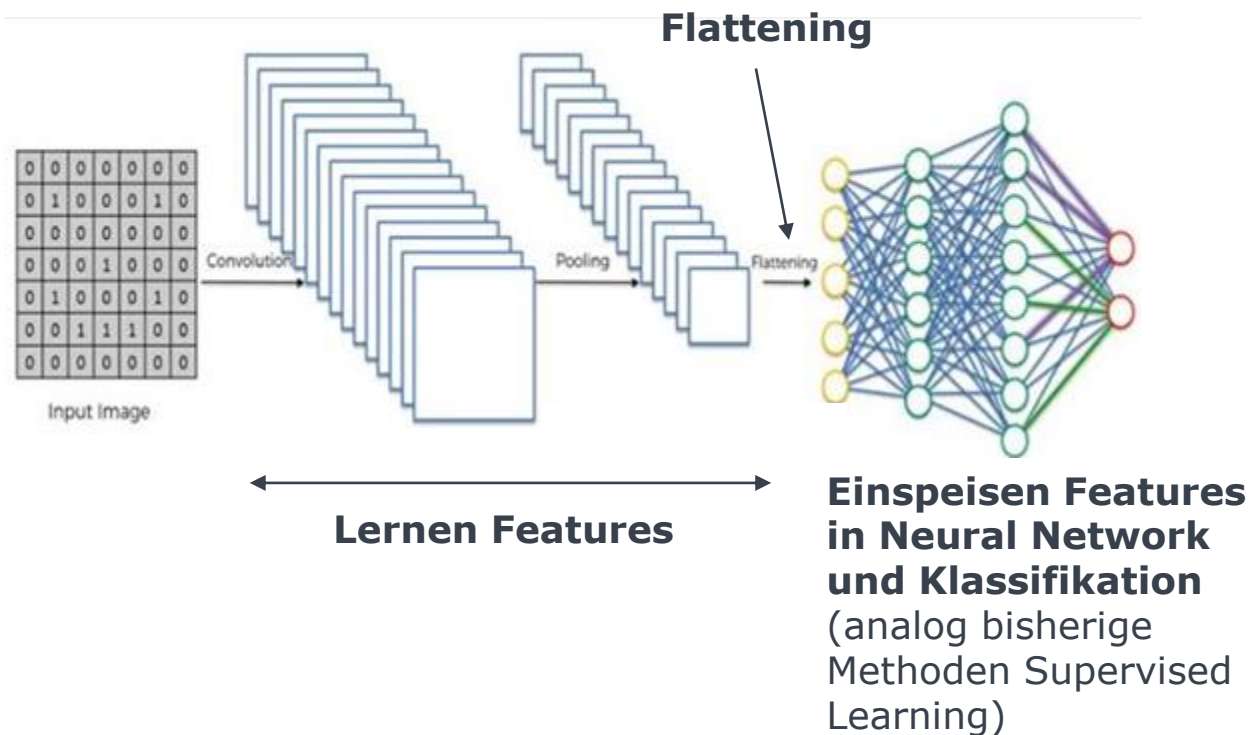 Flattening
0 0 0 0 0 0 0
0 1 0 0 0 1 0
0 0 0 0 0 0 0
0 0 0 1 0 0 0
0 1 0 0 0 1 0
0 0 1 1 1 0 0
0 0 0 0 0 0 0
Input Image
Convolution
Pooling
Flattening
Lernen Features
Einspeisen Features
in Neural Network
und Klassifikation
(analog bisherige
Methoden Supervised
Learning)